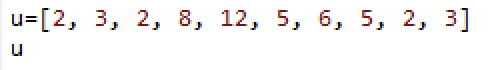 u=[2, 3, 2, 8, 12, 5, 6, 5, 2, 3]
u